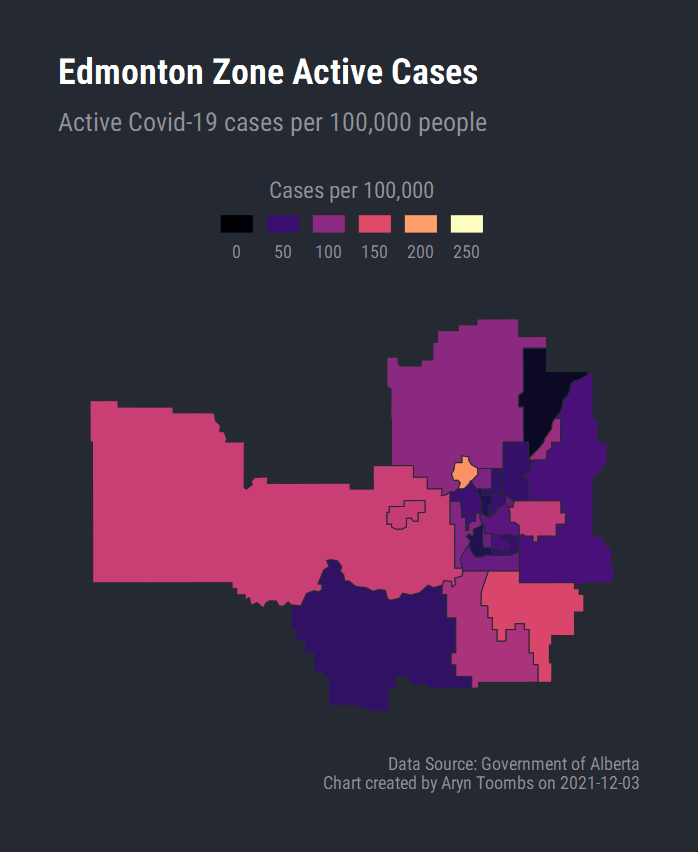 Edmonton Zone Active Cases
Active Covid-19 cases per 100,000 people
Cases per 100,000
0 50 100 150 200 250
Data Source: Government of Alberta
Chart created by Aryn Toombs on 2021-12-03